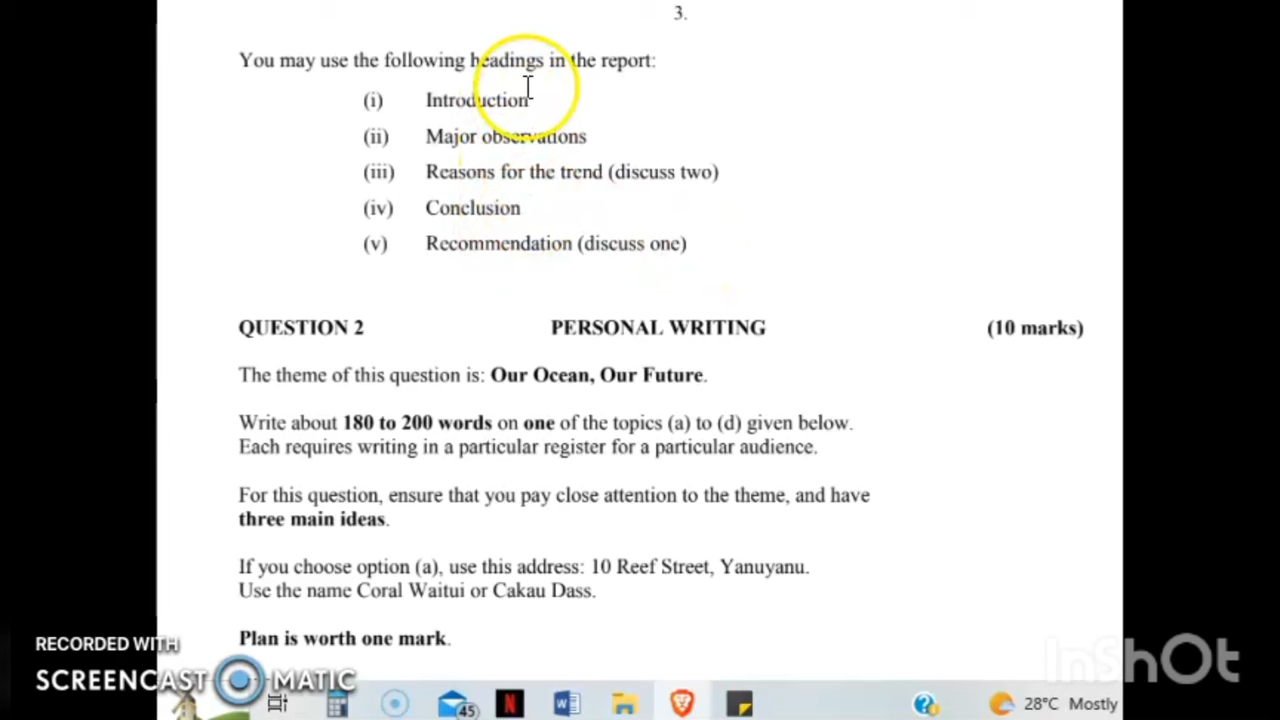 3.
You may use the following headings in the report:
(i) Introduction
(ii) Major observations
(iii) Reasons for the trend (discuss two)
(iv) Conclusion
(v) Recommendation (discuss one)
QUESTION 2 PERSONAL WRITING (10 marks)
The theme of this question is: Our Ocean, Our Future.
Write about 180 to 200 words on one of the topics (a) to (d) given below.
Each requires writing in a particular register for a particular audience.
For this question, ensure that you pay close attention to the theme, and have
three main ideas.
If you choose option (a), use this address: 10 Reef Street, Yanuyanu.
Use the name Coral Waitui or Cakau Dass.
Plan is worth one mark.
RECORDED WITH
SCREENCAST MATIC
InShOt
45
N
W
28°C Mostly